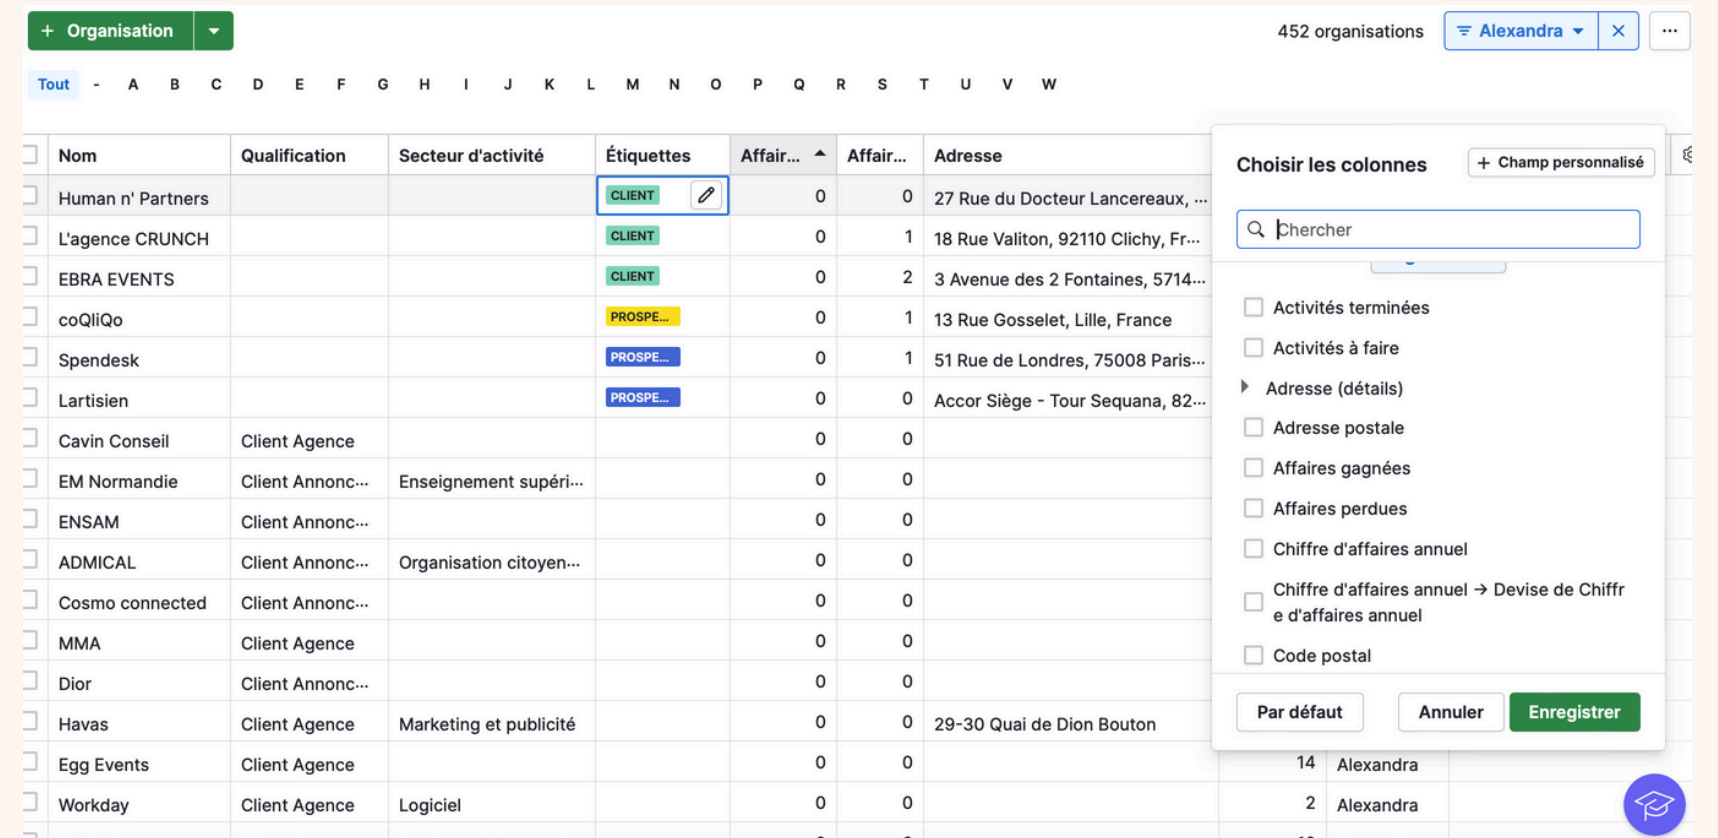 + Organisation
452 organisations
Alexandra
Tout - A B C D E F G H I J K L M N O P Q R S T U V W
Nom Qualification Secteur d'activité Étiquettes Affair... Affair... Adresse
Human n' Partners CLIENT 0 0 27 Rue du Docteur Lancereaux, ...
L'agence CRUNCH CLIENT 0 1 18 Rue Valiton, 92110 Clichy, Fr...
EBRA EVENTS CLIENT 0 2 3 Avenue des 2 Fontaines, 5714...
coQliQo PROSPE... 0 1 13 Rue Gosselet, Lille, France
Spendesk PROSPE... 0 1 51 Rue de Londres, 75008 Paris...
Lartisien PROSPE... 0 0 Accor Siège - Tour Sequana, 82...
Cavin Conseil Client Agence 0 0
EM Normandie Client Annonc... Enseignement supéri... 0 0
ENSAM Client Annonc... 0 0
ADMICAL Client Annonc... Organisation citoyen... 0 0
Cosmo connected Client Annonc... 0 0
MMA Client Agence 0 0
Dior Client Annonc... 0 0
Havas Client Agence Marketing et publicité 0 0 29-30 Quai de Dion Bouton
Egg Events Client Agence 0 0 14 Alexandra
Workday Client Agence Logiciel 0 0 2 Alexandra
Choisir les colonnes
+ Champ personnalisé
Chercher
Activités terminées
Activités à faire
Adresse (détails)
Adresse postale
Affaires gagnées
Affaires perdues
Chiffre d'affaires annuel
Chiffre d'affaires annuel → Devise de Chiffr
e d'affaires annuel
Code postal
Par défaut Annuler Enregistrer